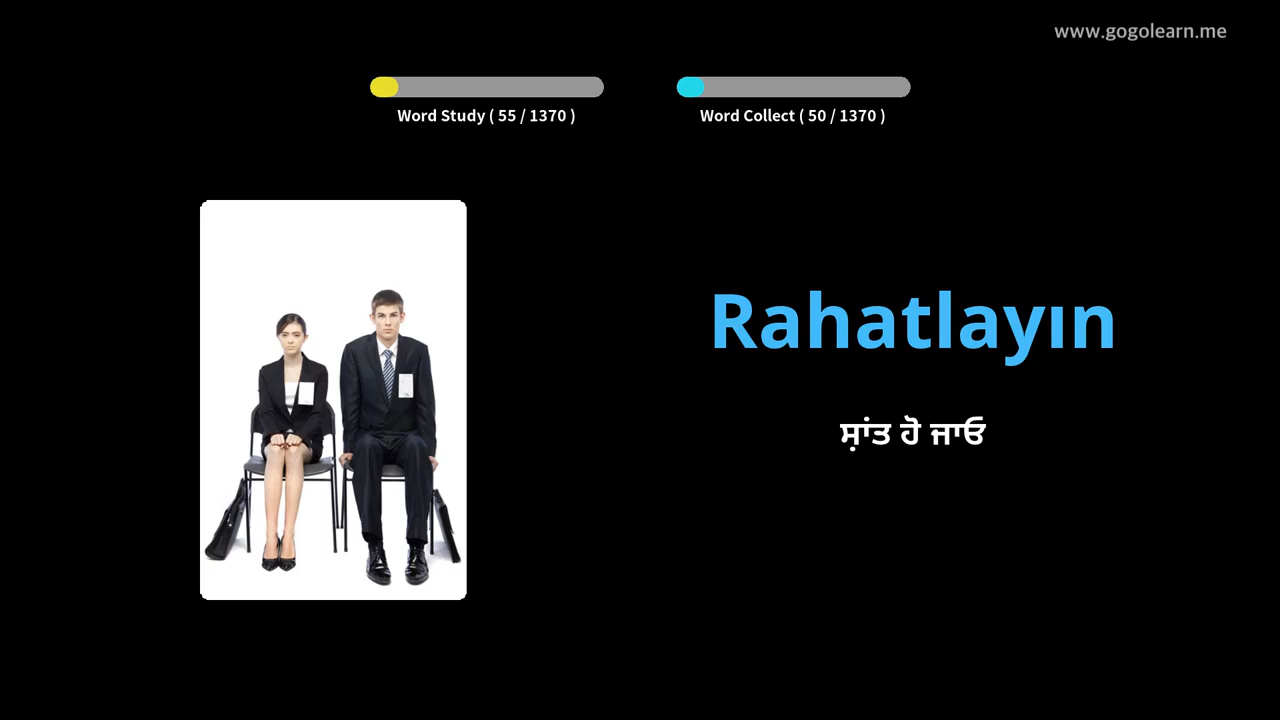 www.gogolearn.me
Word Study ( 55 / 1370 )
Word Collect ( 50 / 1370 )
Rahatlayın
ਸ਼ਾਂਤ ਹੋ ਜਾਓ